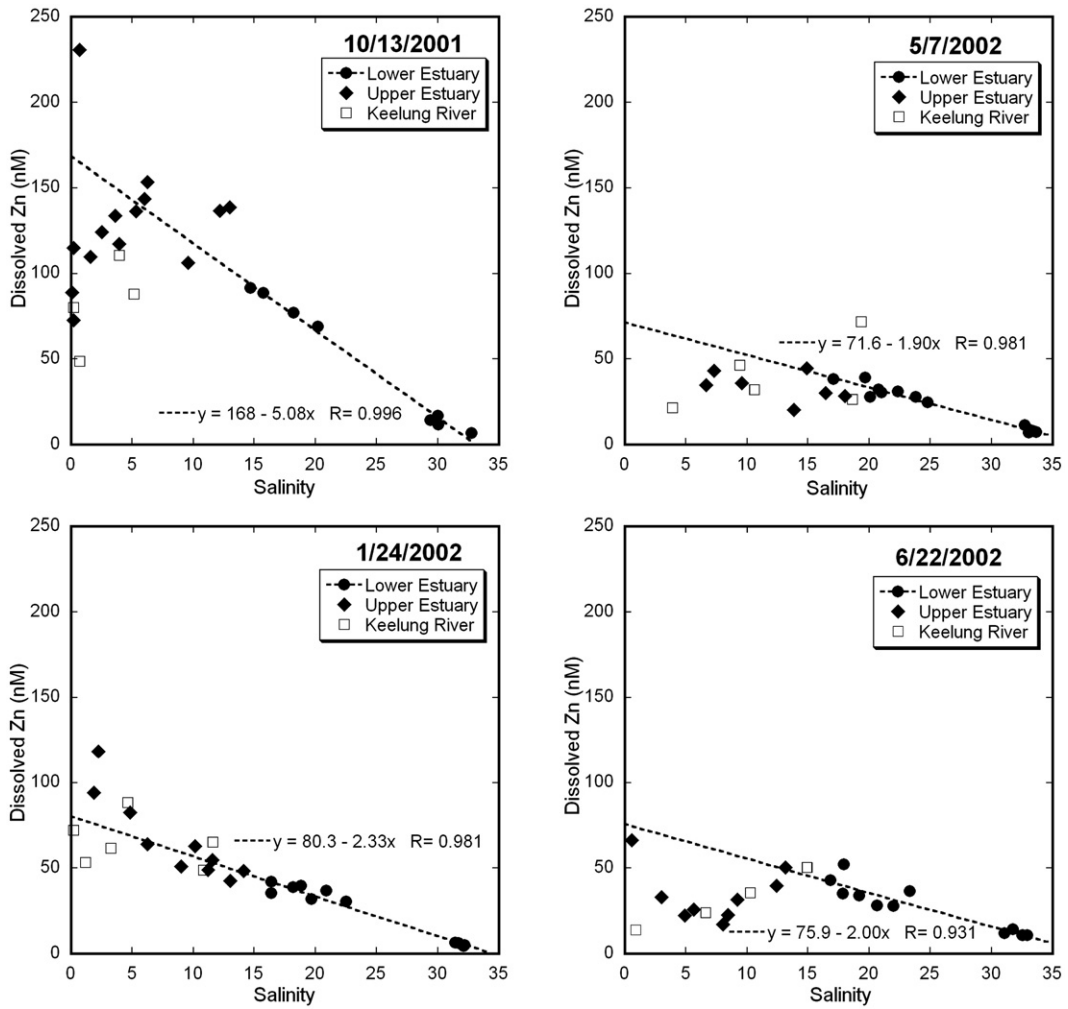 10/13/2001
Lower Estuary
Upper Estuary
Keelung River
Dissolved Zn (nM)
250
200
150
100
50
0
y = 168 - 5.08x R= 0.996
0 5 10 15 20 25 30 35
Salinity
5/7/2002
Lower Estuary
Upper Estuary
Keelung River
Dissolved Zn (nM)
250
200
150
100
50
0
y = 71.6 - 1.90x R= 0.981
0 5 10 15 20 25 30 35
Salinity
1/24/2002
Lower Estuary
Upper Estuary
Keelung River
Dissolved Zn (nM)
250
200
150
100
50
0
y = 80.3 - 2.33x R= 0.981
0 5 10 15 20 25 30 35
Salinity
6/22/2002
Lower Estuary
Upper Estuary
Keelung River
Dissolved Zn (nM)
250
200
150
100
50
0
y = 75.9 - 2.00x R= 0.931
0 5 10 15 20 25 30 35
Salinity